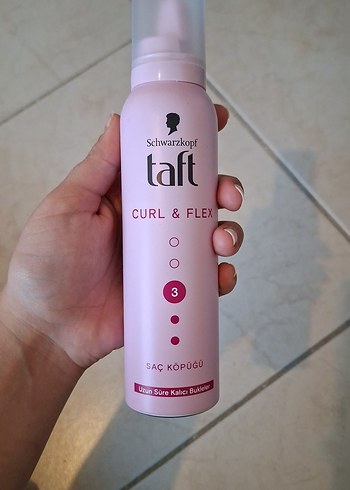 Schwarzkopf
taft
CURL & FLEX
3
SAÇ KÖPÜĞÜ
Uzun Süre Kalıcı Bukleler